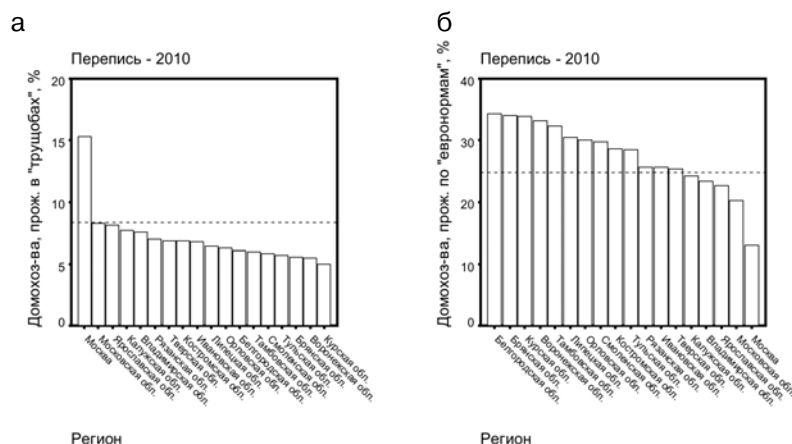 а
Перепись - 2010
Домохоз-ва, прож. в "трущобах", %
20
15
10
5
0
Москва
Московская обл.
Ярославская обл.
Калужская обл.
Владимирская обл.
Рязанская обл.
Тверская обл.
Костромская обл.
Ивановская обл.
Липецкая обл.
Орловская обл.
Белгородская обл.
Тамбовская обл.
Смоленская обл.
Тульская обл.
Брянская обл.
Воронежская обл.
Курская обл.
Регион
б
Перепись - 2010
Домохоз-ва, прож. по "евронормам", %
40
30
20
10
0
Белгородская обл.
Брянская обл.
Курская обл.
Воронежская обл.
Тамбовская обл.
Липецкая обл.
Орловская обл.
Смоленская обл.
Костромская обл.
Тульская обл.
Рязанская обл.
Ивановская обл.
Тверская обл.
Калужская обл.
Владимирская обл.
Ярославская обл.
Московская обл.
Москва
Регион